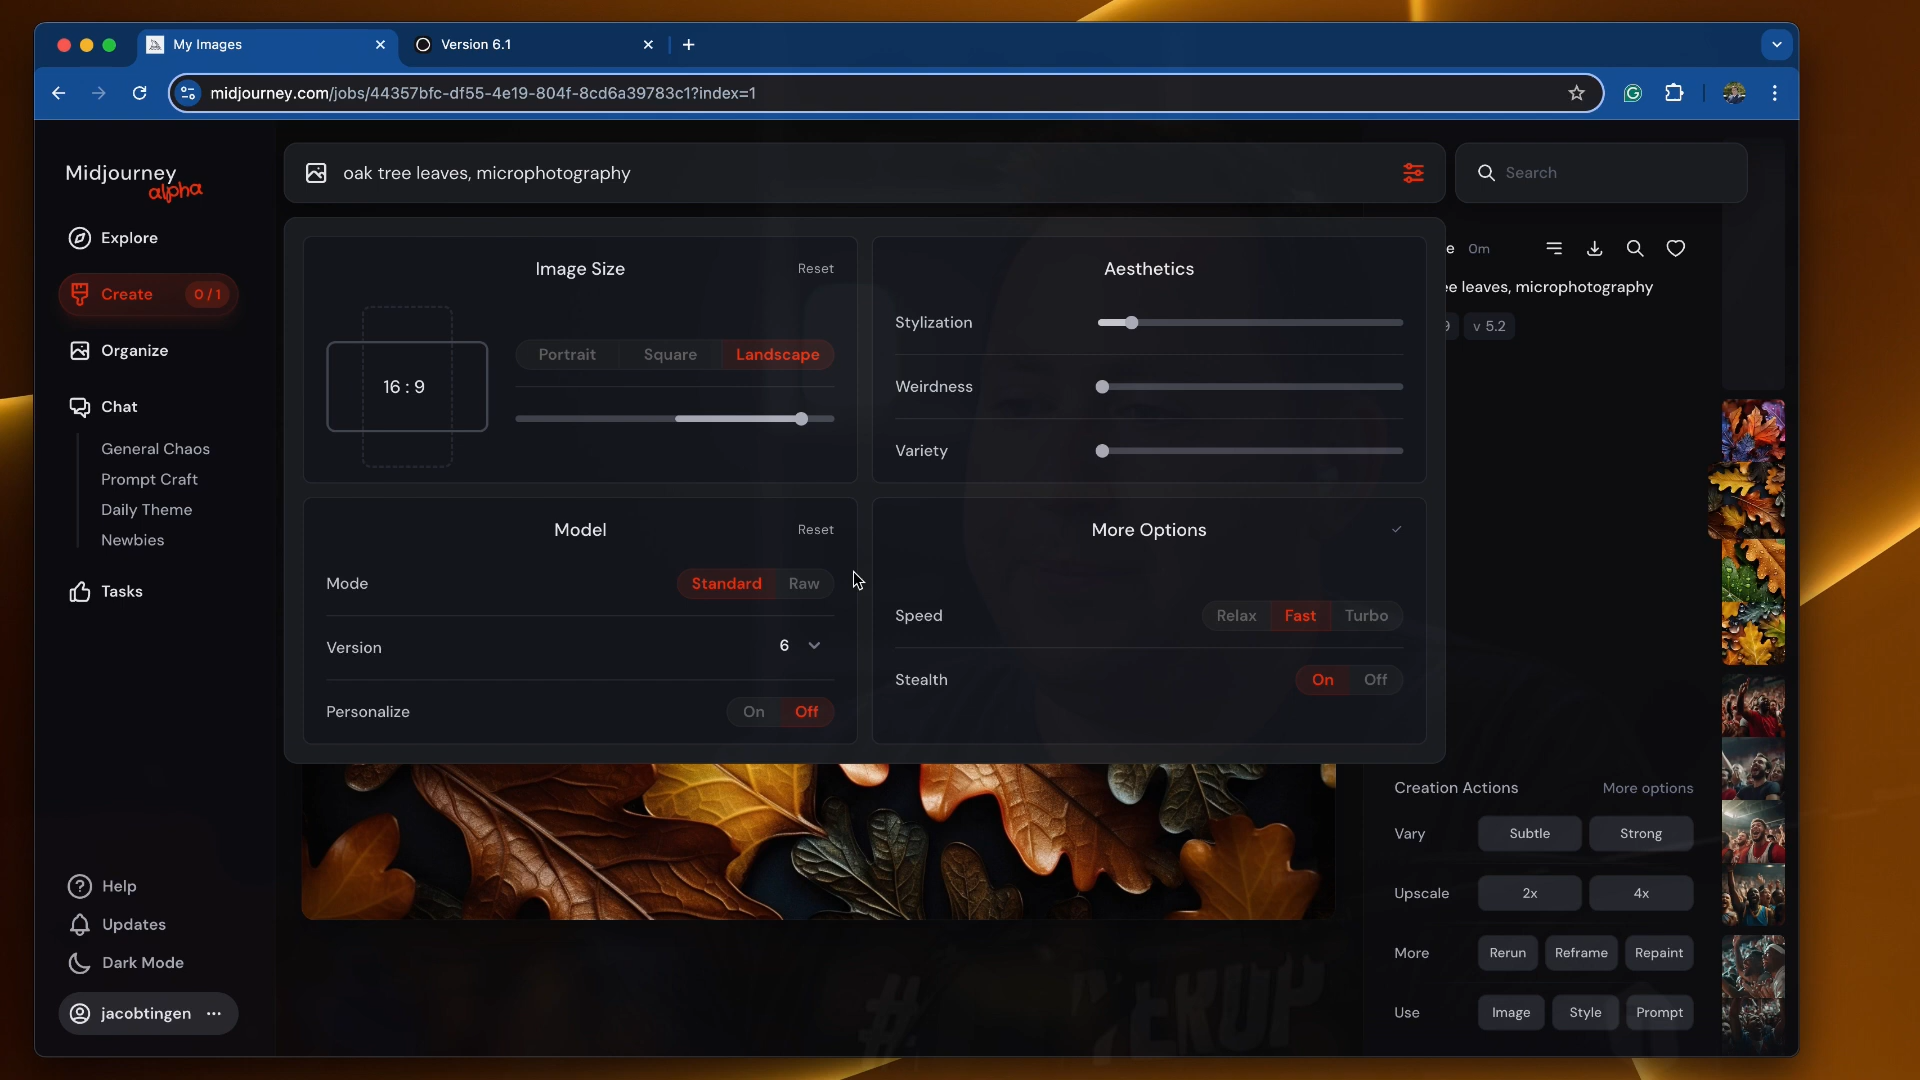 My Images
Version 6.1
midjourney.com/jobs/44357bfc-df55-4e19-804f-8cd6a39783c1?index=1
Midjourney
alpha
oak tree leaves, microphotography
Search
Explore
Create 0 / 1
Organize
Chat
General Chaos
Prompt Craft
Daily Theme
Newbies
Tasks
Help
Updates
Dark Mode
jacobtingen ...
Image Size Reset
16 : 9
Portrait Square Landscape
Aesthetics
Stylization
Weirdness
Variety
Model Reset
Mode Standard Raw
Version 6
Personalize On Off
More Options
Speed Relax Fast Turbo
Stealth On Off
e 0m
ee leaves, microphotography
9 v 5.2
Creation Actions More options
Vary Subtle Strong
Upscale 2x 4x
More Rerun Reframe Repaint
Use Image Style Prompt